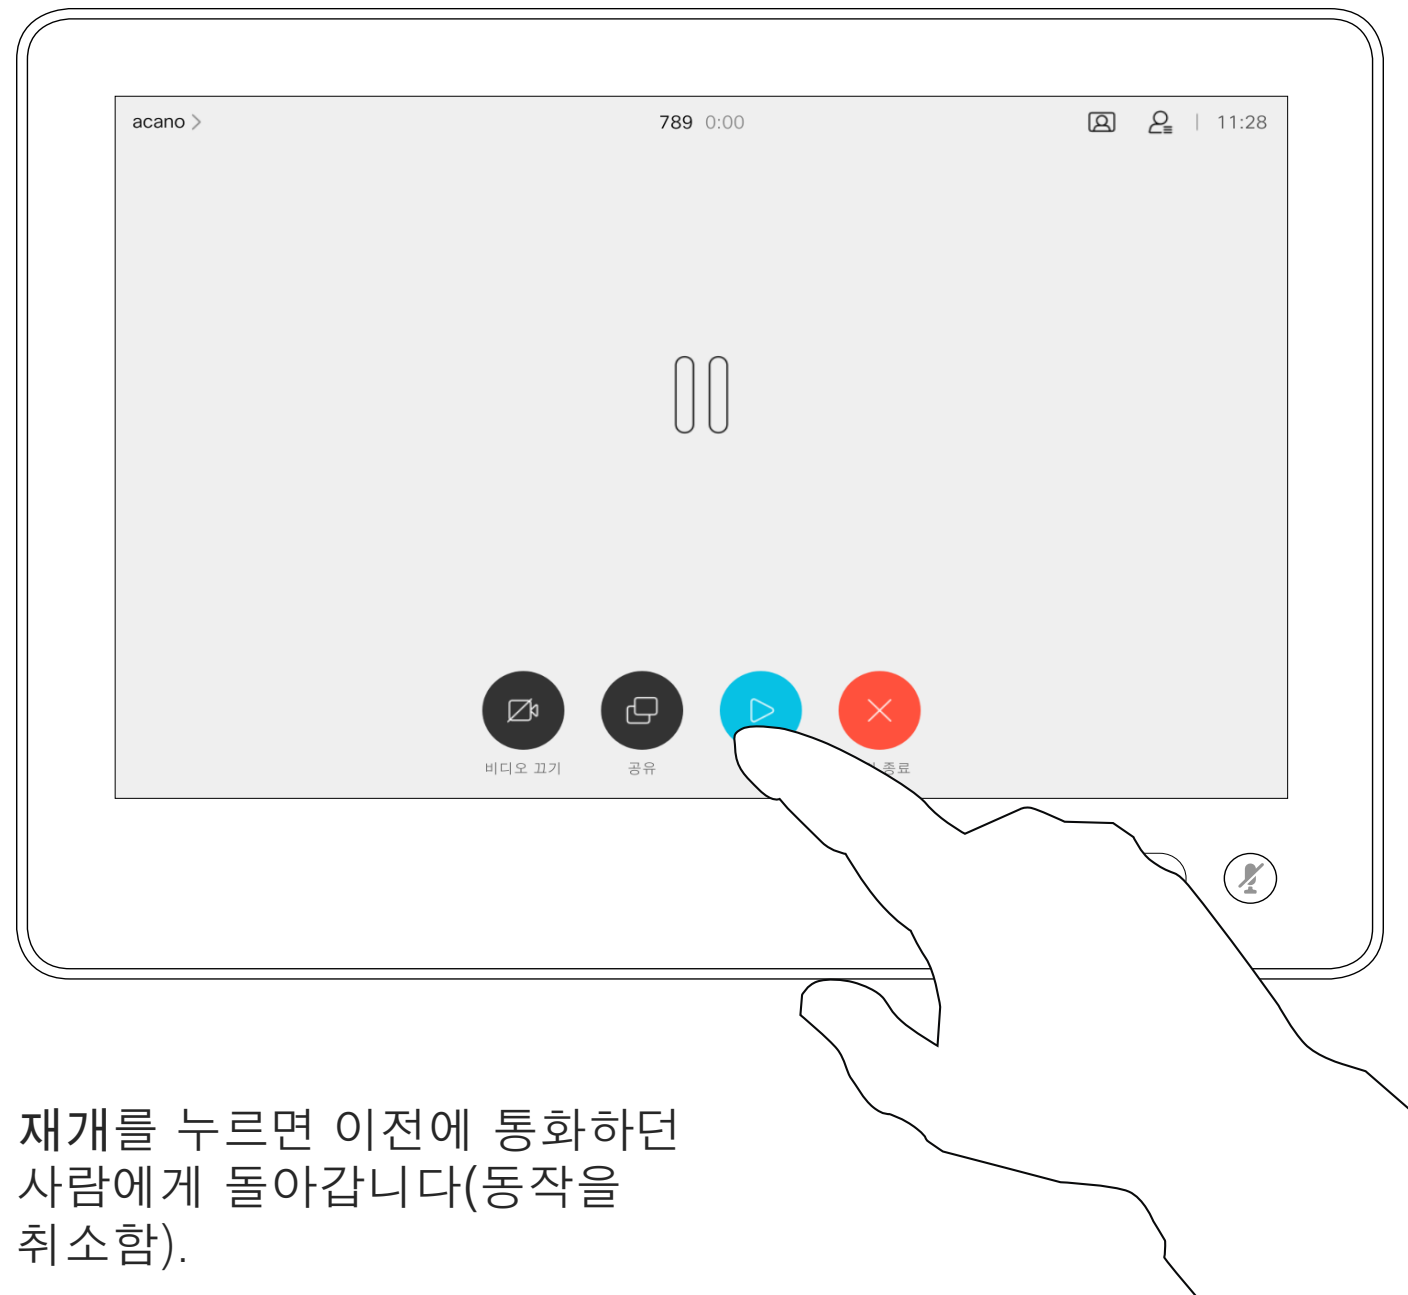 acano
789 0:00
11:28
비디오 끄기
공유
종료
재개를 누르면 이전에 통화하던
사람에게 돌아갑니다(동작을
취소함).